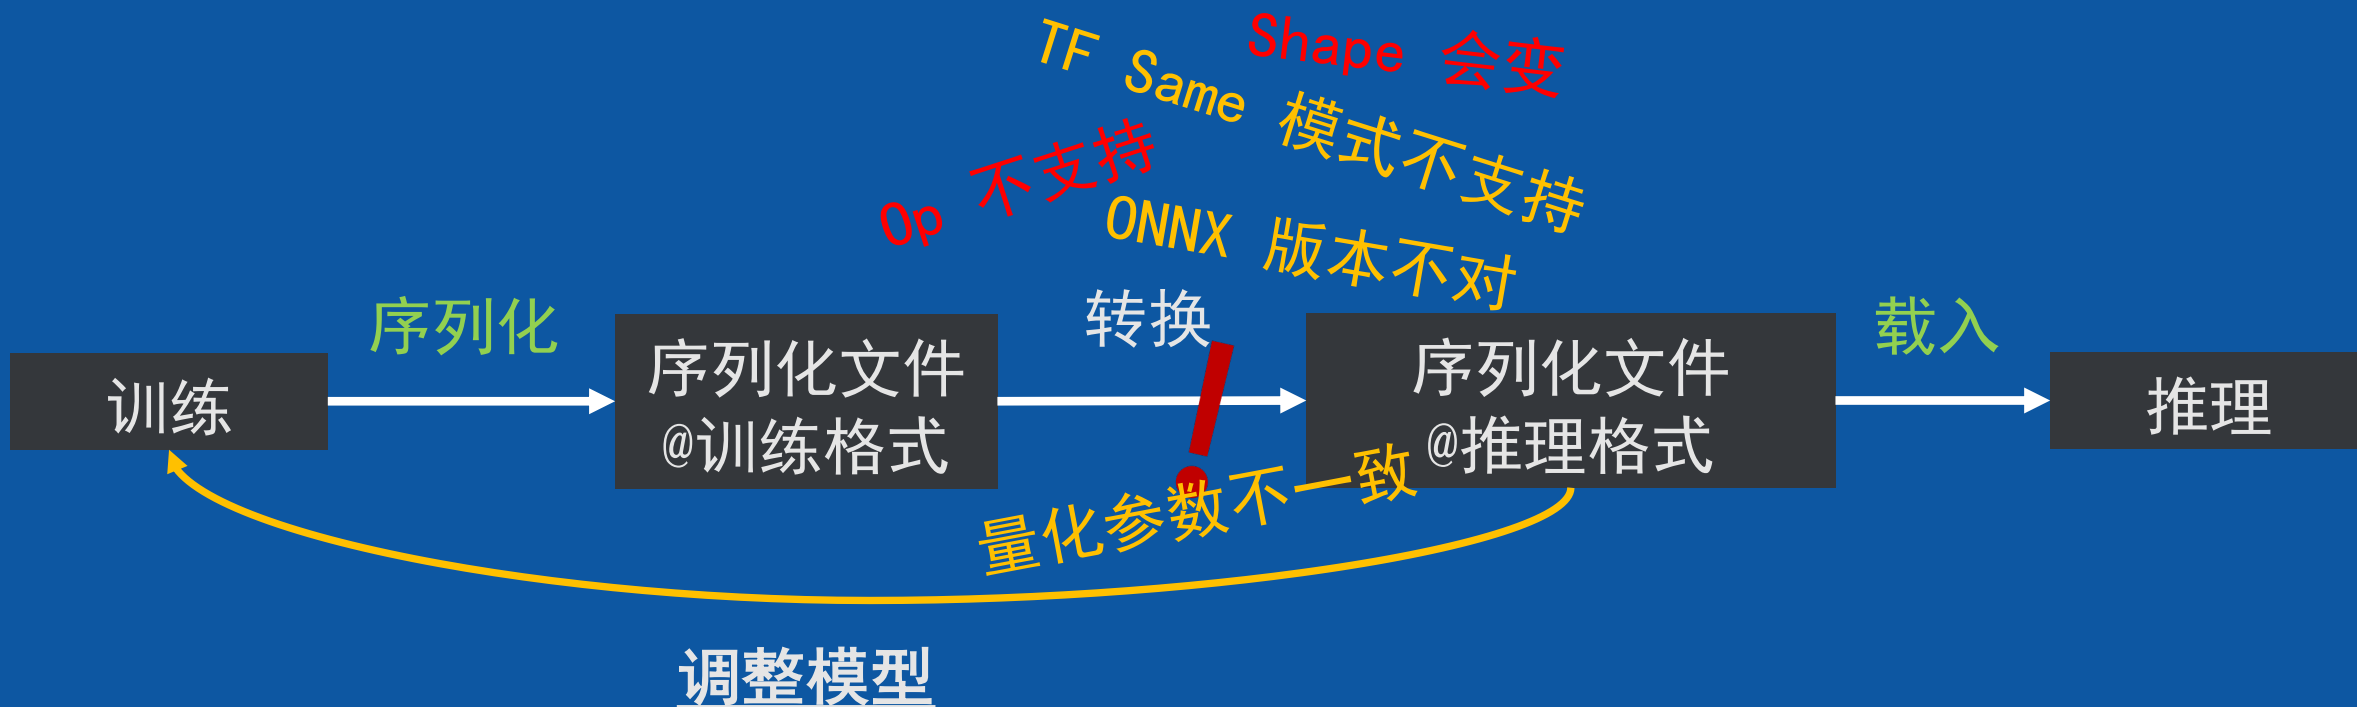 Shape 会变
TF Same 模式不支持
Op 不支持
ONNX 版本不对
序列化
转换
载入
训练
序列化文件
@训练格式
序列化文件
@推理格式
推理
量化参数不一致
调整模型